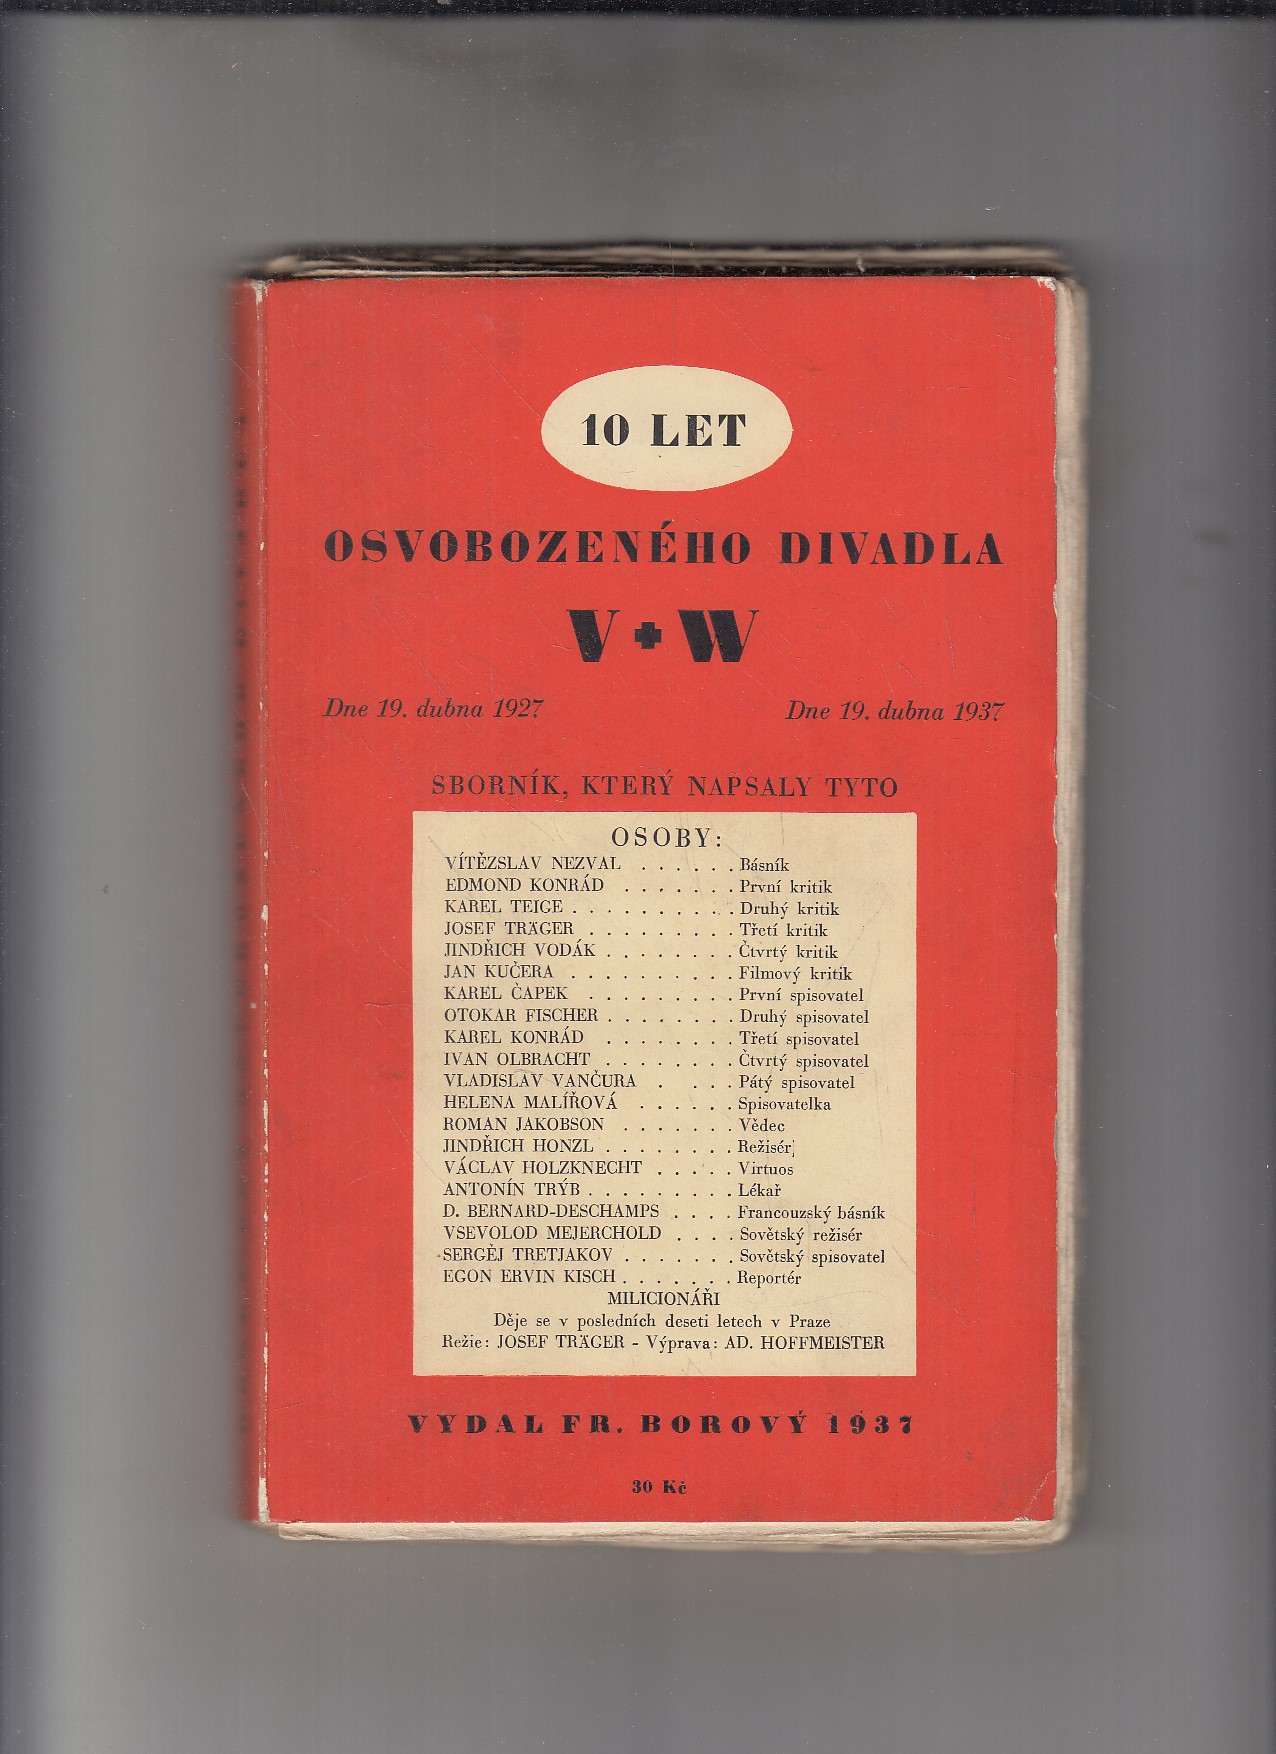 10 LET
OSVOBOZENÉHO DIVADLA
V + W
Dne 19. dubna 1927 Dne 19. dubna 1937
SBORNÍK, KTERÝ NAPSALY TYTO
OSOBY:
VÍTĚZSLAV NEZVAL . . . . . . Básník
EDMOND KONRÁD . . . . . . . První kritik
KAREL TEIGE . . . . . . . . . . Druhý kritik
JOSEF TRÄGER . . . . . . . . . Třetí kritik
JINDŘICH VODÁK . . . . . . . . Čtvrtý kritik
JAN KUČERA . . . . . . . . . . Filmový kritik
KAREL ČAPEK . . . . . . . . . První spisovatel
OTOKAR FISCHER . . . . . . . . Druhý spisovatel
KAREL KONRÁD . . . . . . . . Třetí spisovatel
IVAN OLBRACHT . . . . . . . . Čtvrtý spisovatel
VLADISLAV VANČURA . . . . Pátý spisovatel
HELENA MALÍŘOVÁ . . . . . . Spisovatelka
ROMAN JAKOBSON . . . . . . . Vědec
JINDŘICH HONZL . . . . . . . . Režisér
VÁCLAV HOLZKNECHT . . . . . Virtuos
ANTONÍN TRÝB . . . . . . . . . Lékař
D. BERNARD-DESCHAMPS . . . . Francouzský básník
VSEVOLOD MEJERCHOLD . . . . Sovětský režisér
SERGĚJ TRETJAKOV . . . . . . . Sovětský spisovatel
EGON ERVIN KISCH . . . . . . . Reportér
MILICIONÁŘI
Děje se v posledních deseti letech v Praze
Režie: JOSEF TRÄGER - Výprava: AD. HOFFMEISTER
VYDAL FR. BOROVÝ 1937
30 Kč